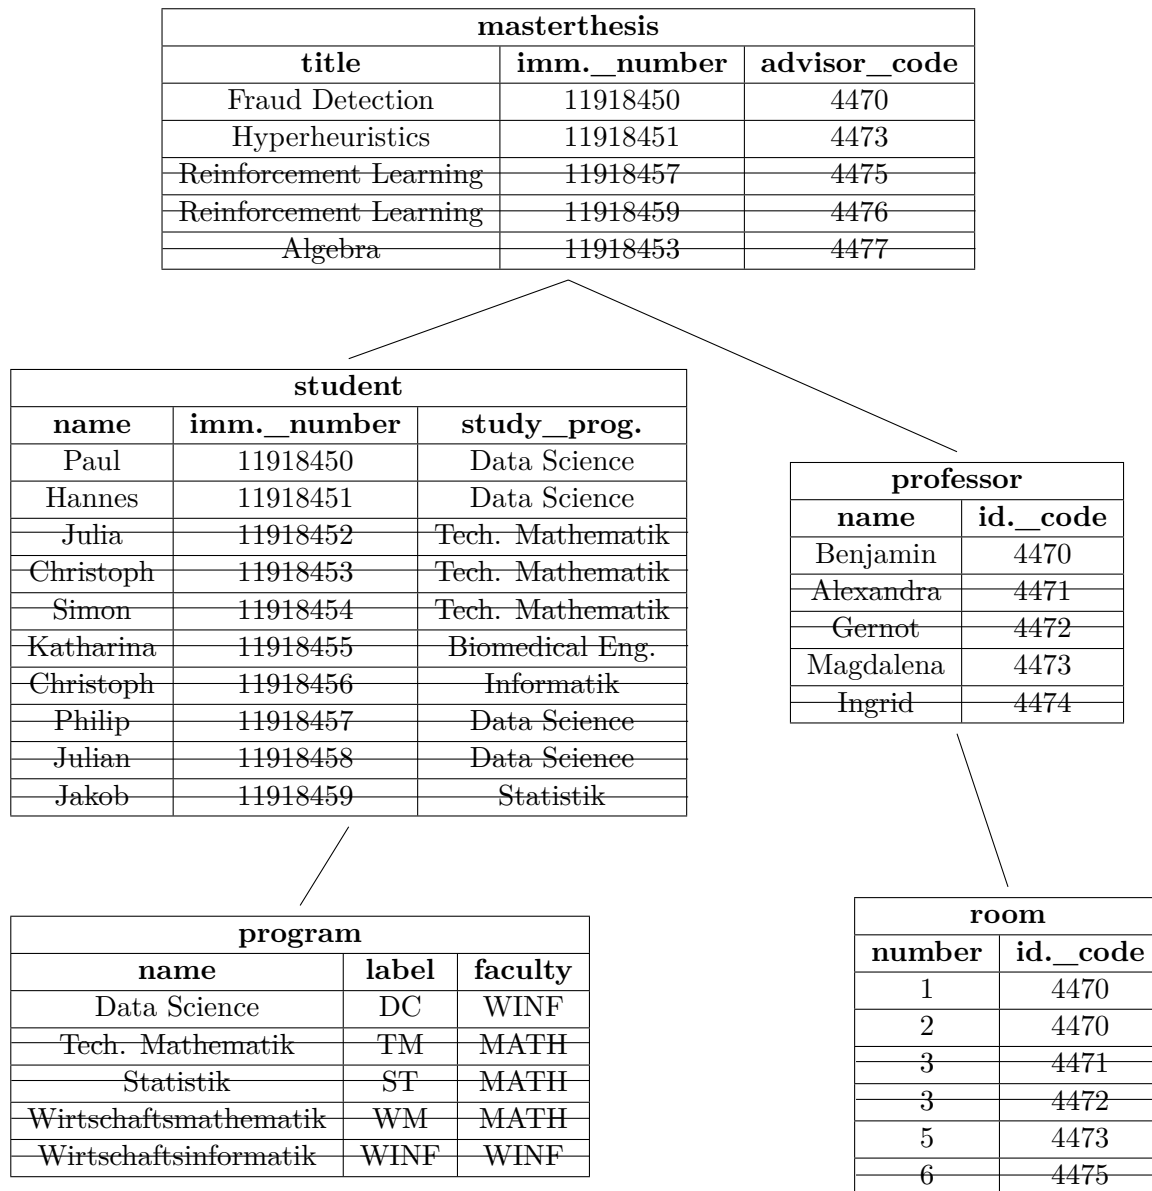 masterthesis
title imm._number advisor_code
Fraud Detection 11918450 4470
Hyperheuristics 11918451 4473
Reinforcement Learning 11918457 4475
Reinforcement Learning 11918459 4476
Algebra 11918453 4477
student
name imm._number study_prog.
Paul 11918450 Data Science
Hannes 11918451 Data Science
Julia 11918452 Tech. Mathematik
Christoph 11918453 Tech. Mathematik
Simon 11918454 Tech. Mathematik
Katharina 11918455 Biomedical Eng.
Christoph 11918456 Informatik
Philip 11918457 Data Science
Julian 11918458 Data Science
Jakob 11918459 Statistik
professor
name id._code
Benjamin 4470
Alexandra 4471
Gernot 4472
Magdalena 4473
Ingrid 4474
program
name label faculty
Data Science DC WINF
Tech. Mathematik TM MATH
Statistik ST MATH
Wirtschaftsmathematik WM MATH
Wirtschaftsinformatik WINF WINF
room
number id._code
1 4470
2 4470
3 4471
3 4472
5 4473
6 4475